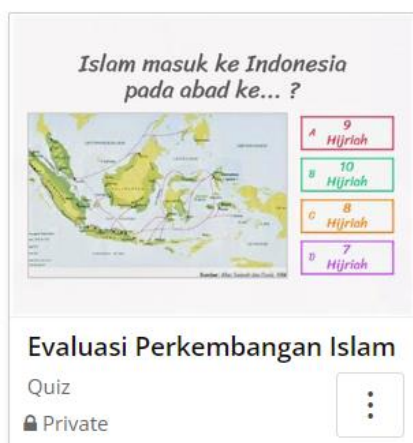 Islam masuk ke Indonesia
pada abad ke... ?
A 9
Hijriah
B 10
Hijriah
C 8
Hijriah
D 7
Hijriah
Evaluasi Perkembangan Islam
Quiz
Private